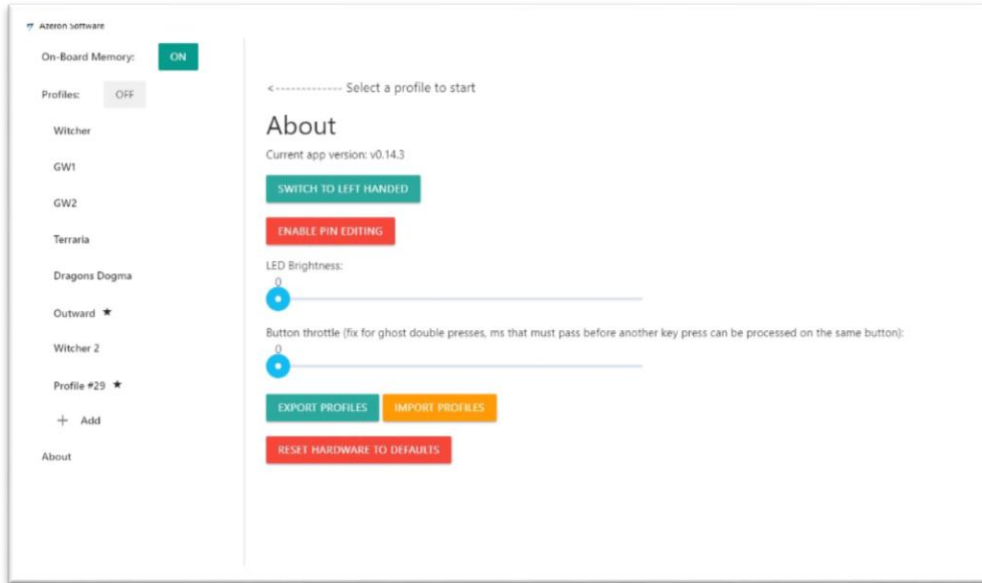 Azeron Software
On-Board Memory: ON
Profiles: OFF
Witcher
GW1
GW2
Terraria
Dragons Dogma
Outward ★
Witcher 2
Profile #29 ★
+ Add
About
<------------- Select a profile to start
About
Current app version: v0.14.3
SWITCH TO LEFT HANDED
ENABLE PIN EDITING
LED Brightness:
0
Button throttle (fix for ghost double presses, ms that must pass before another key press can be processed on the same button):
0
EXPORT PROFILES IMPORT PROFILES
RESET HARDWARE TO DEFAULTS